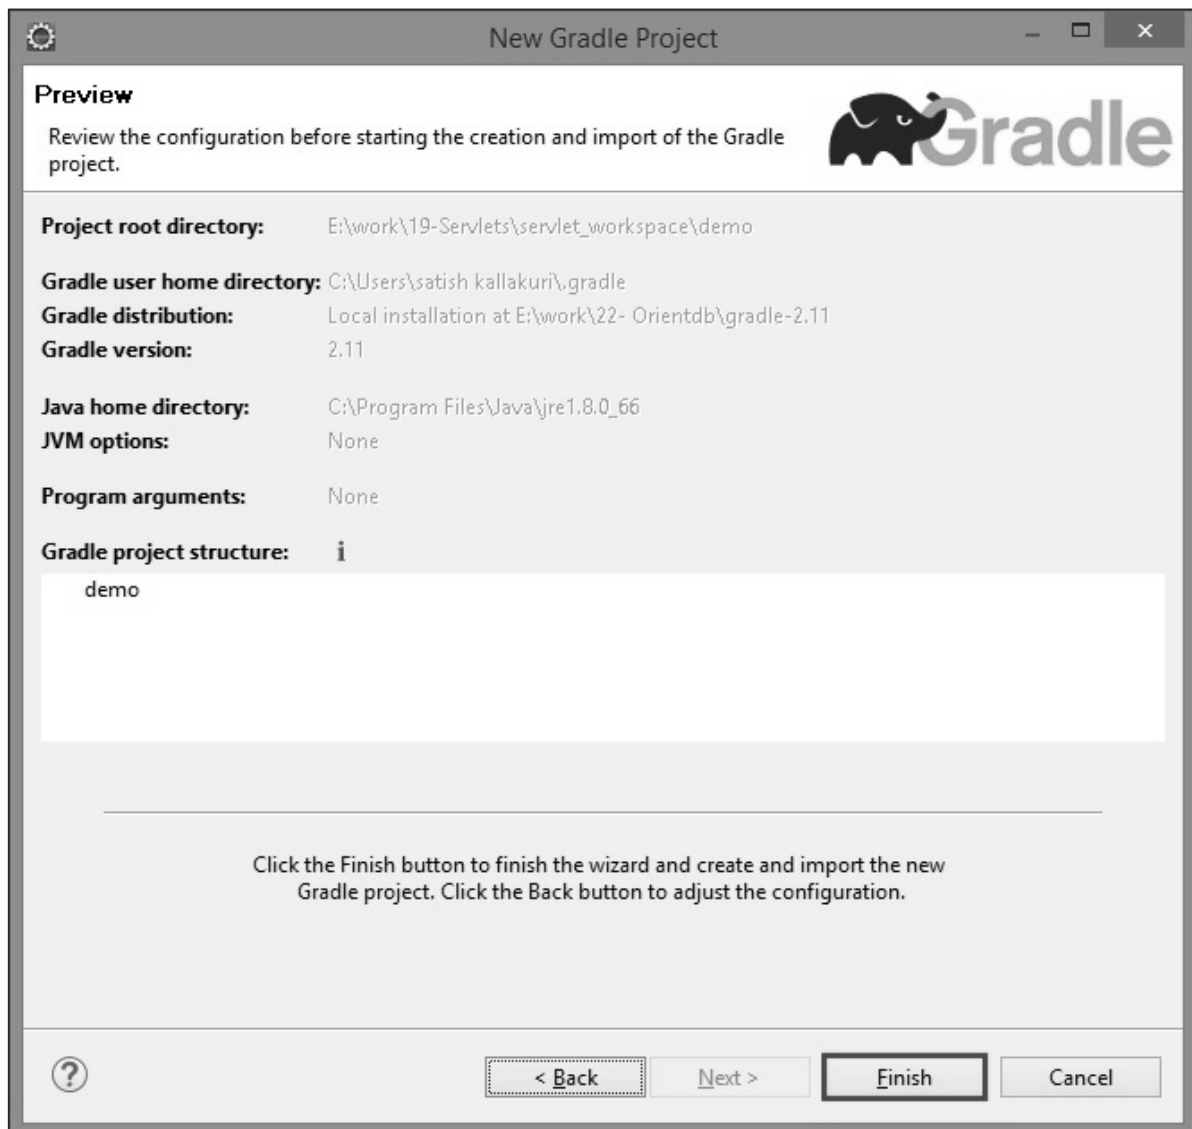 New Gradle Project
Preview
Review the configuration before starting the creation and import of the Gradle
project.
Gradle
Project root directory: E:\work\19-Servlets\servlet_workspace\demo
Gradle user home directory: C:\Users\satish kallakuri\.gradle
Gradle distribution: Local installation at E:\work\22- Orientdb\gradle-2.11
Gradle version: 2.11
Java home directory: C:\Program Files\Java\jre1.8.0_66
JVM options: None
Program arguments: None
Gradle project structure: i
demo
Click the Finish button to finish the wizard and create and import the new
Gradle project. Click the Back button to adjust the configuration.
? < Back Next > Finish Cancel